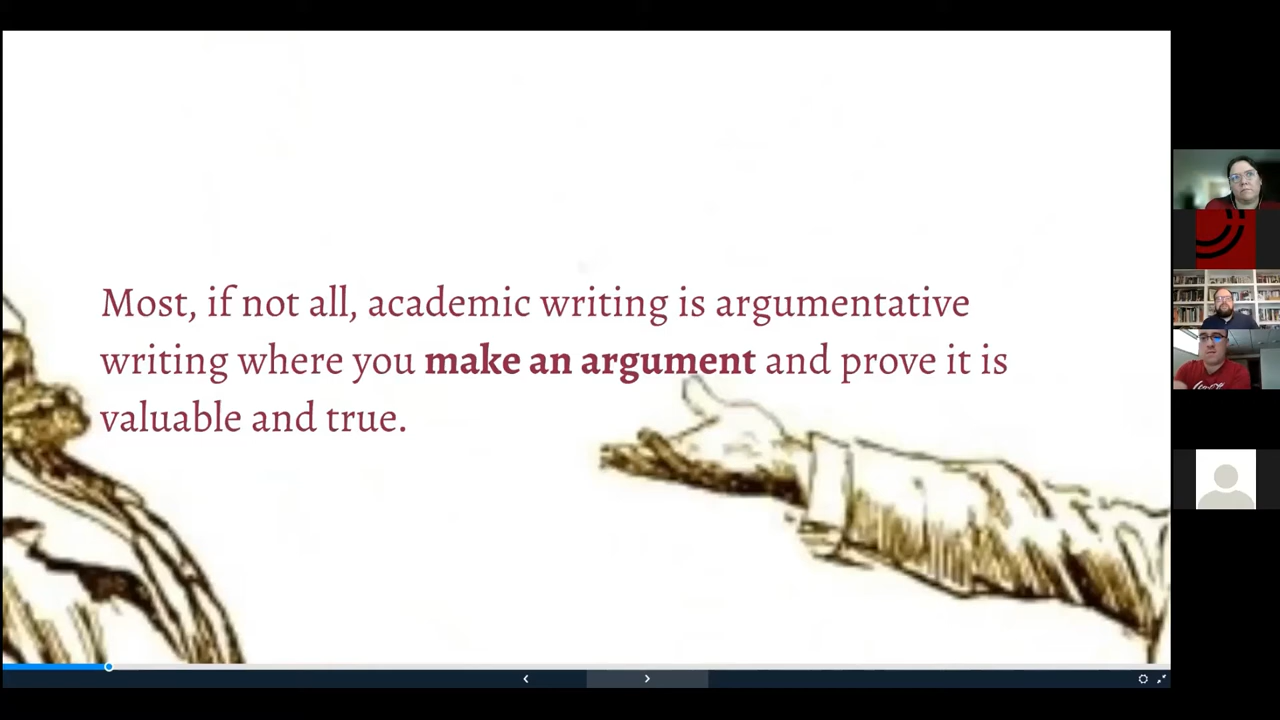 Most, if not all, academic writing is argumentative
writing where you make an argument and prove it is
valuable and true.